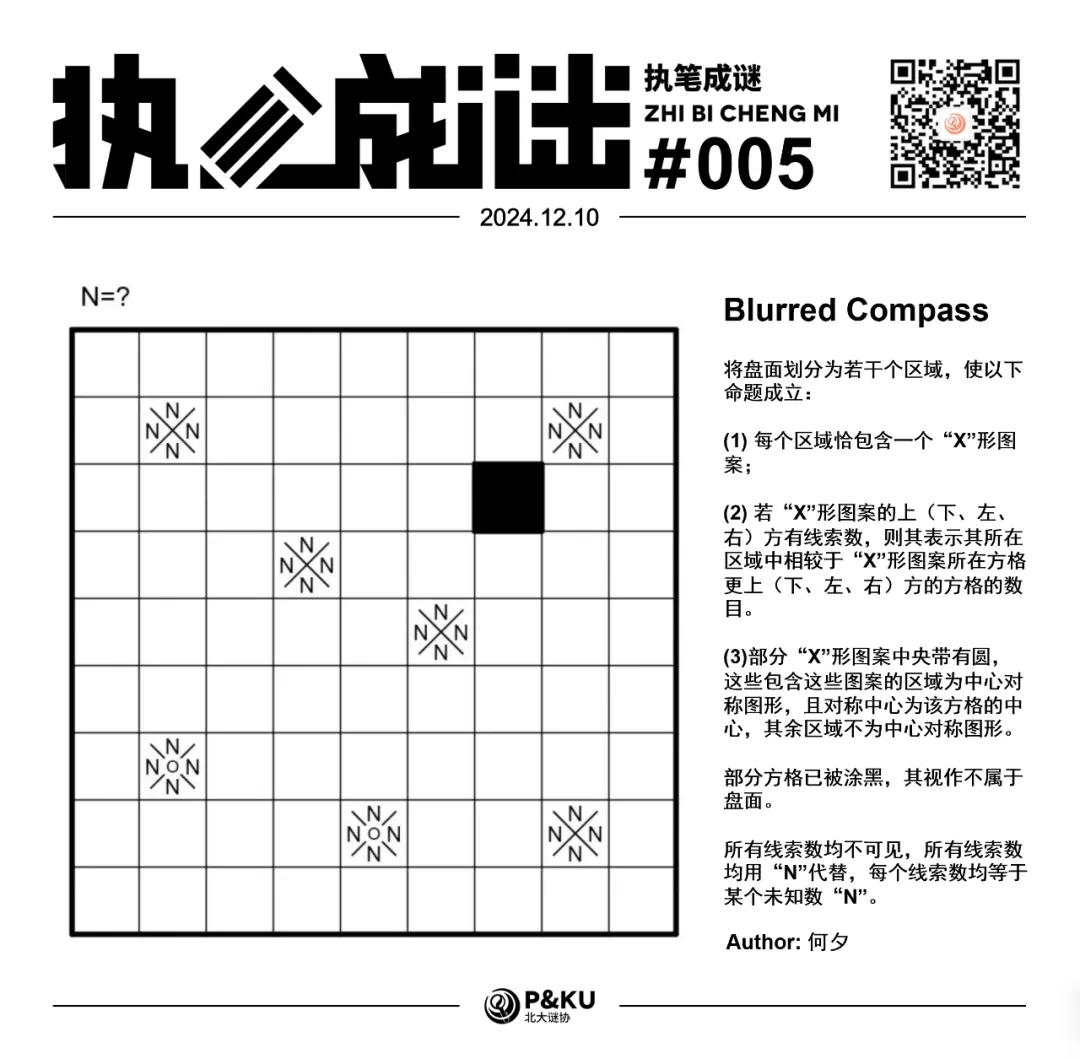 执笔成谜
执笔成谜
ZHI BI CHENG MI
#005
2024.12.10
N=?
N
N N
N
N
N N
N
N
N N
N
N
N N
N
N
N N
N
N
N N
N
N
N N
N
Blurred Compass
将盘面划分为若干个区域，使以下
命题成立：
(1) 每个区域恰包含一个“X”形图
案；
(2) 若“X”形图案的上（下、左、
右）方有线索数，则其表示其所在
区域中相较于“X”形图案所在方格
更上（下、左、右）方的方格的数
目。
(3)部分“X”形图案中央带有圆，
这些包含这些图案的区域为中心对
称图形，且对称中心为该方格的中
心，其余区域不为中心对称图形。
部分方格已被涂黑，其视作不属于
盘面。
所有线索数均不可见，所有线索数
均用“N”代替，每个线索数均等于
某个未知数“N”。
Author: 何夕
P&KU
北大谜协